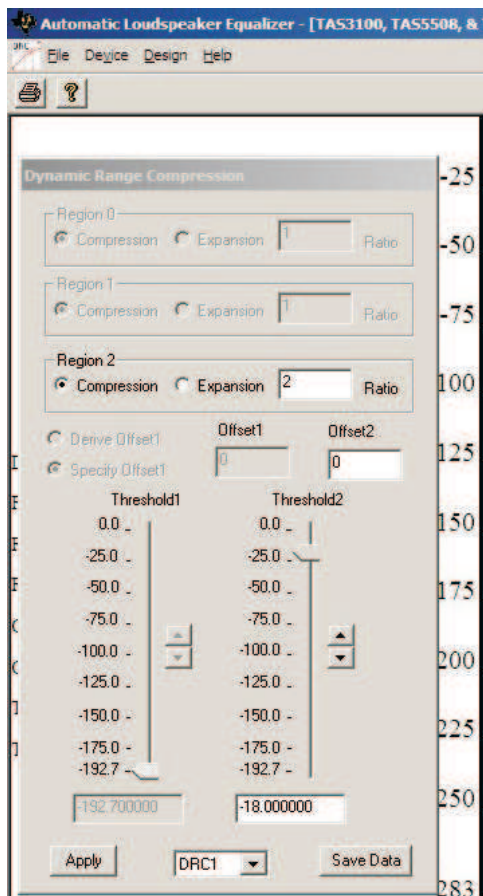 Automatic Loudspeaker Equalizer - [TAS3100, TAS5508, &
DRC
File Device Design Help
Dynamic Range Compression
-25
Region 0
Compression Expansion 1 Ratio
-50
Region 1
Compression Expansion 1 Ratio
-75
Region 2
Compression Expansion 2 Ratio
100
Derive Offset1 Offset1 Offset2
Specify Offset1 0 0
125
Threshold1 Threshold2
0.0 0.0
150
-25.0 -25.0
-50.0 -50.0
175
-75.0 -75.0
-100.0 -100.0
200
-125.0 -125.0
-150.0 -150.0
225
-175.0 -175.0
-192.7 -192.7
250
-192.700000 -18.000000
Apply DRC1 Save Data
283